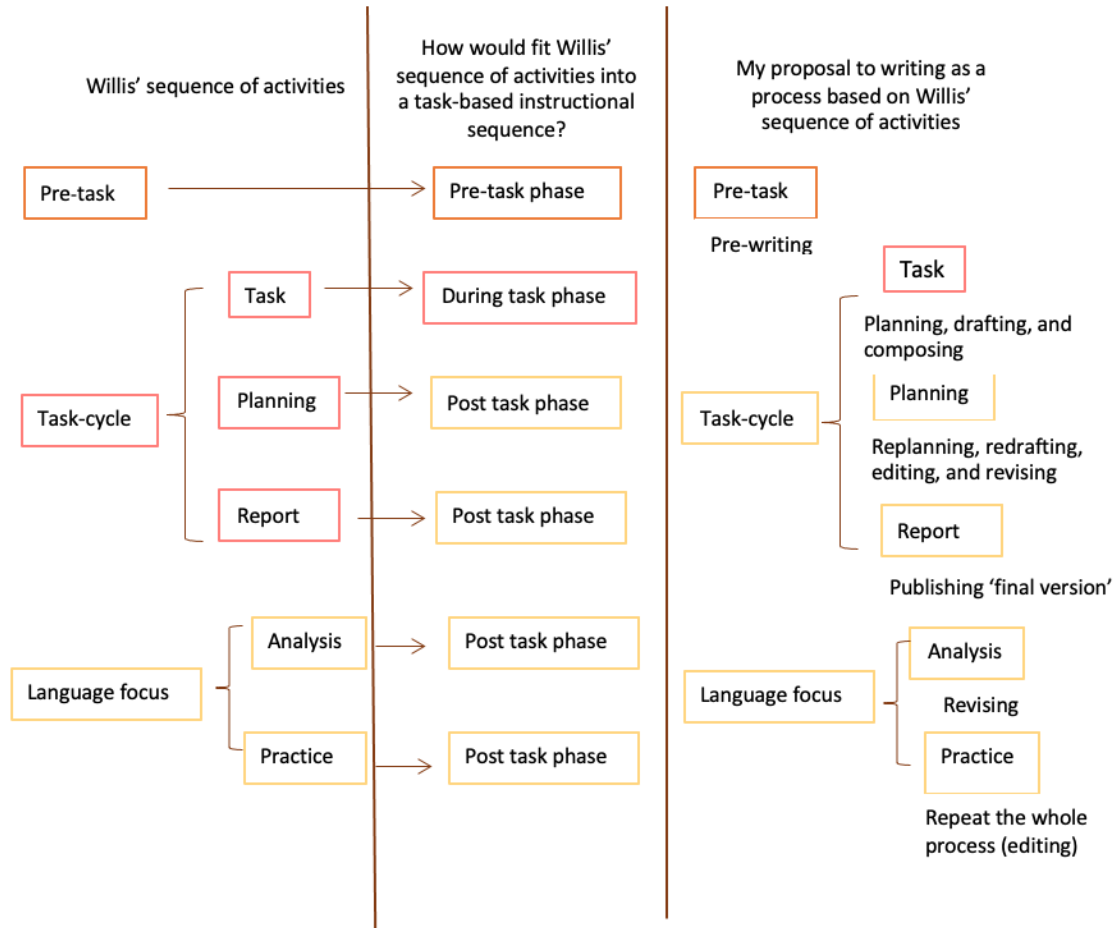 Willis’ sequence of activities
How would fit Willis’
sequence of activities into
a task-based instructional
sequence?
My proposal to writing as a
process based on Willis’
sequence of activities
Pre-task
Pre-task phase
Pre-task
Pre-writing
Task-cycle
Task
During task phase
Planning
Post task phase
Report
Post task phase
Task-cycle
Task
Planning, drafting, and
composing
Planning
Replanning, redrafting,
editing, and revising
Report
Publishing ‘final version’
Language focus
Analysis
Post task phase
Practice
Post task phase
Language focus
Analysis
Revising
Practice
Repeat the whole
process (editing)